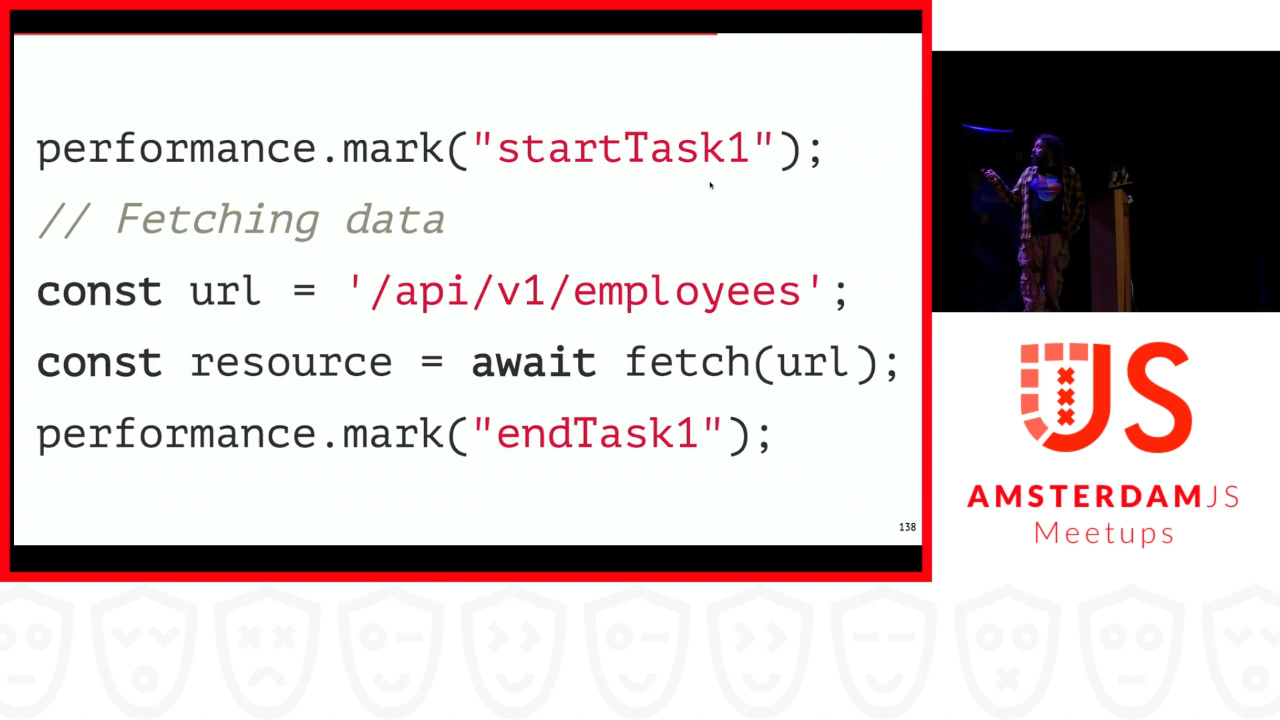 performance.mark("startTask1");
// Fetching data
const url = '/api/v1/employees';
const resource = await fetch(url);
performance.mark("endTask1");
138
JS
AMSTERDAMJS
Meetups